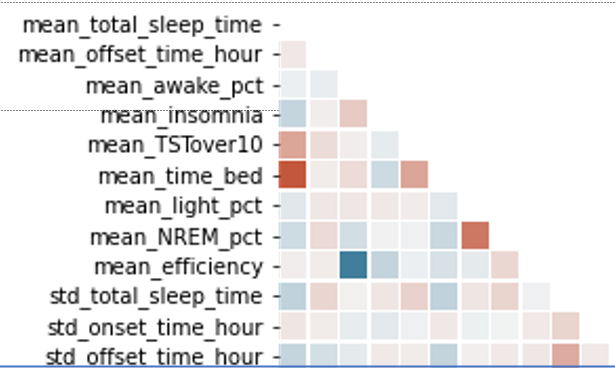 mean_total_sleep_time
mean_offset_time_hour
mean_awake_pct
mean_insomnia
mean_TSTover10
mean_time_bed
mean_light_pct
mean_NREM_pct
mean_efficiency
std_total_sleep_time
std_onset_time_hour
std_offset_time_hour